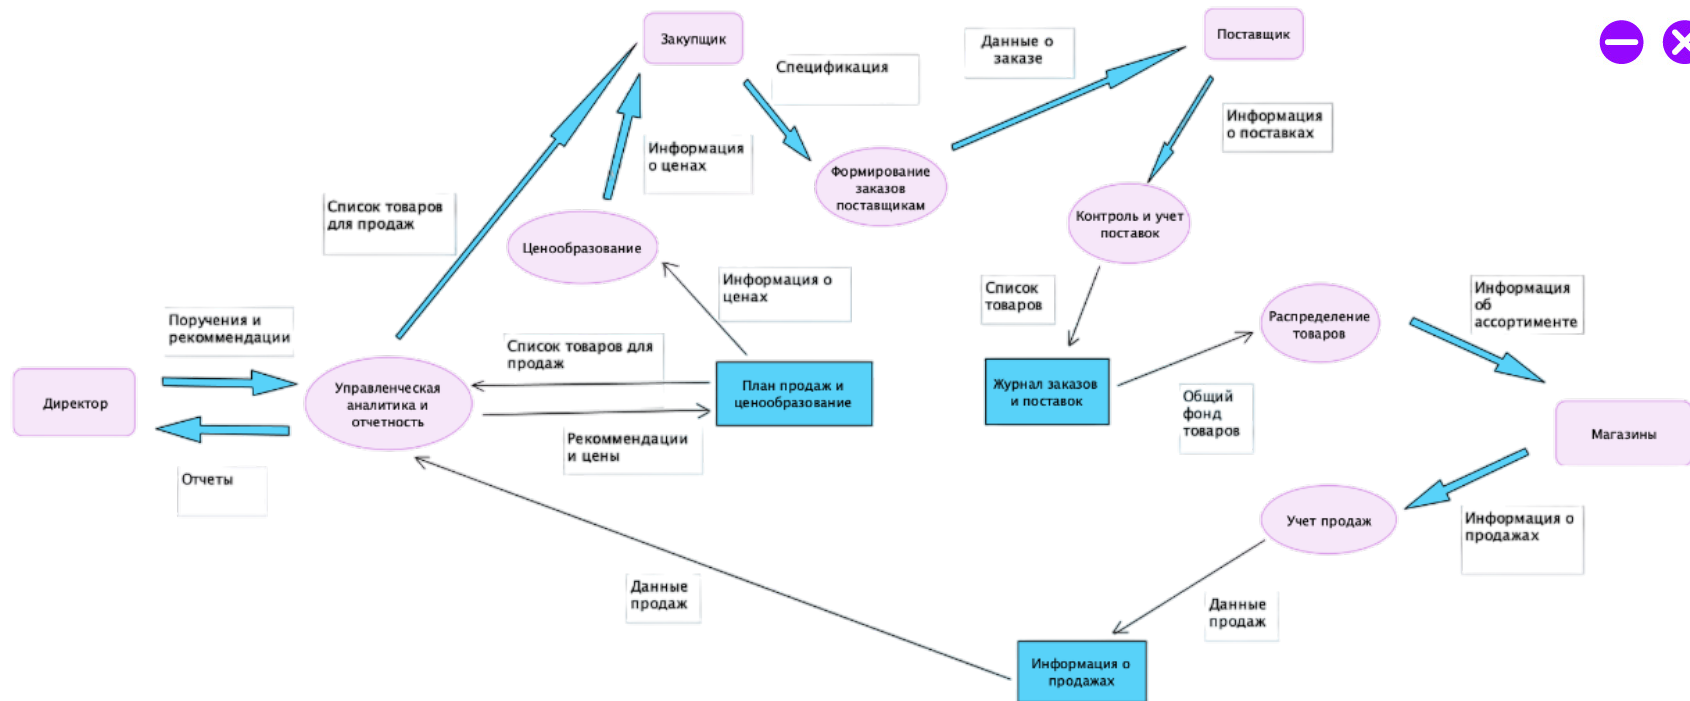 Закупщик
Поставщик
Спецификация
Данные о
заказе
Информация
о поставках
Информация
о ценах
Формирование
заказов
поставщикам
Список товаров
для продаж
Ценообразование
Контроль и учет
поставок
Информация о
ценах
Список
товаров
Распределение
товаров
Информация
об
ассортименте
Поручения и
рекоммендации
Список товаров для
продаж
Директор
Управленческая
аналитика и
отчетность
План продаж и
ценообразование
Журнал заказов
и поставок
Общий
фонд
товаров
Магазины
Рекоммендации
и цены
Отчеты
Учет продаж
Информация о
продажах
Данные
продаж
Данные
продаж
Информация о
продажах